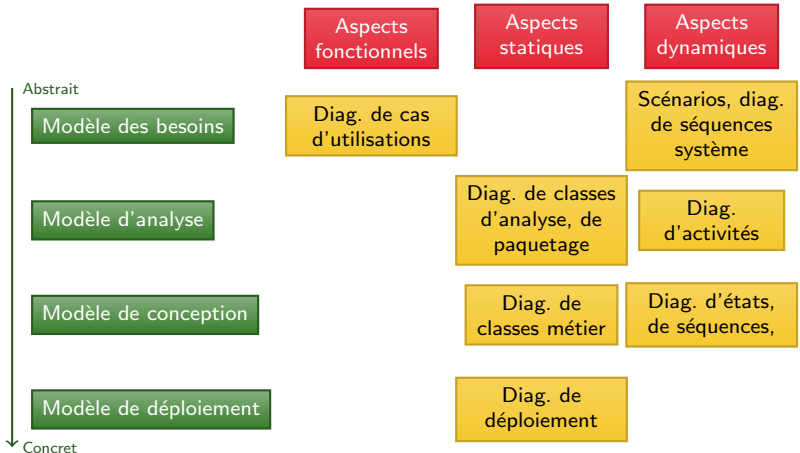 Aspects
fonctionnels
Aspects
statiques
Aspects
dynamiques
Abstrait
Modèle des besoins
Diag. de cas
d'utilisations
Scénarios, diag.
de séquences
système
Modèle d'analyse
Diag. de classes
d'analyse, de
paquetage
Diag.
d'activités
Modèle de conception
Diag. de
classes métier
Diag. d'états,
de séquences,
Modèle de déploiement
Diag. de
déploiement
Concret